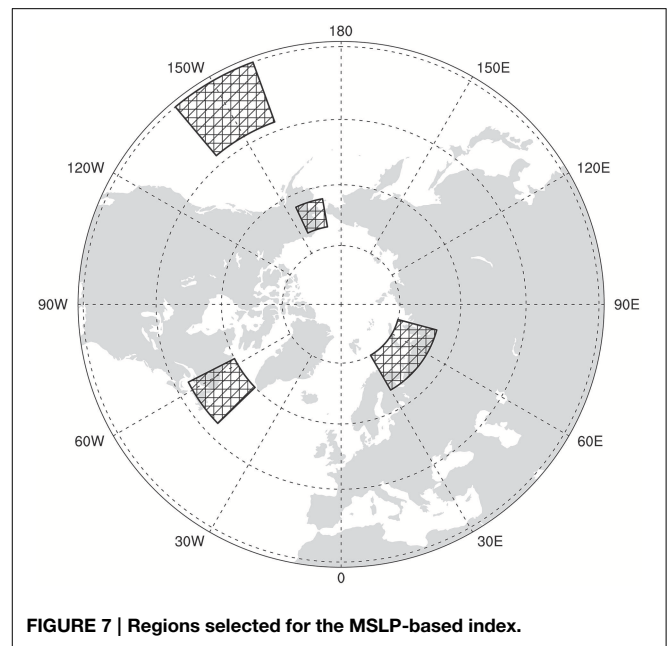 180
150W
150E
120W
120E
90W
90E
60W
60E
30W
30E
0
FIGURE 7 | Regions selected for the MSLP-based index.